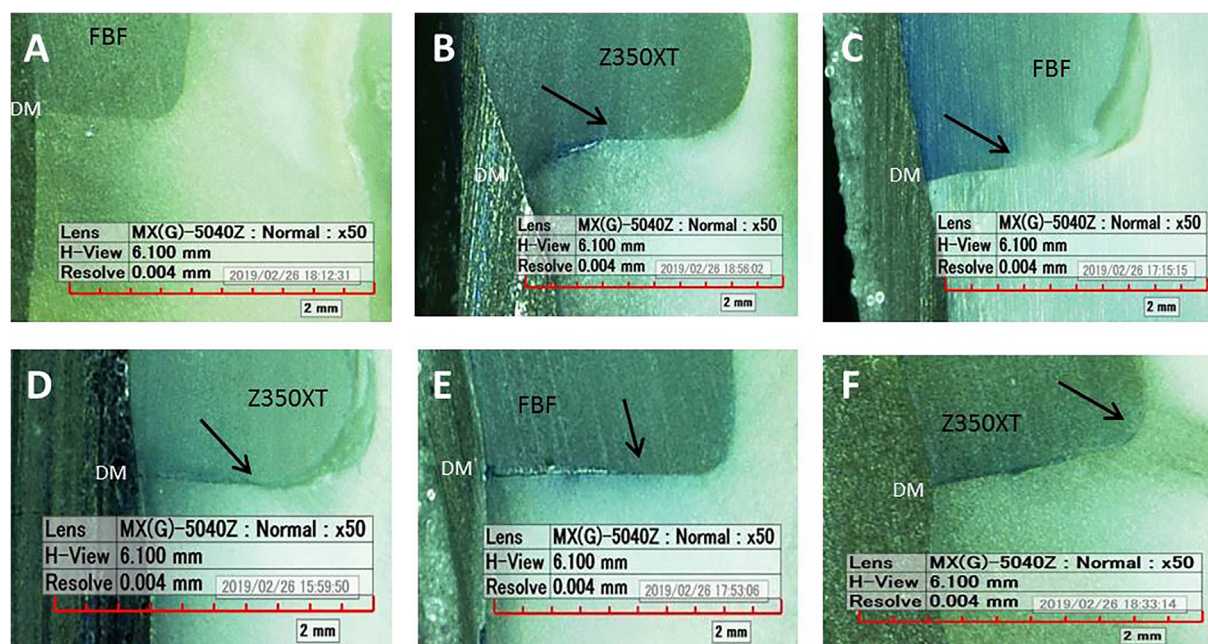 A
FBF
DM
Lens MX(G)-5040Z : Normal : x50
H-View 6.100 mm
Resolve 0.004 mm 2019/02/26 18:12:31
2 mm
B
Z350XT
DM
Lens MX(G)-5040Z : Normal : x50
H-View 6.100 mm
Resolve 0.004 mm 2019/02/26 18:56:02
2 mm
C
FBF
DM
Lens MX(G)-5040Z : Normal : x50
H-View 6.100 mm
Resolve 0.004 mm 2019/02/26 17:15:15
2 mm
D
Z350XT
DM
Lens MX(G)-5040Z : Normal : x50
H-View 6.100 mm
Resolve 0.004 mm 2019/02/26 15:59:50
2 mm
E
FBF
DM
Lens MX(G)-5040Z : Normal : x50
H-View 6.100 mm
Resolve 0.004 mm 2019/02/26 17:53:06
2 mm
F
Z350XT
DM
Lens MX(G)-5040Z : Normal : x50
H-View 6.100 mm
Resolve 0.004 mm 2019/02/26 18:33:14
2 mm